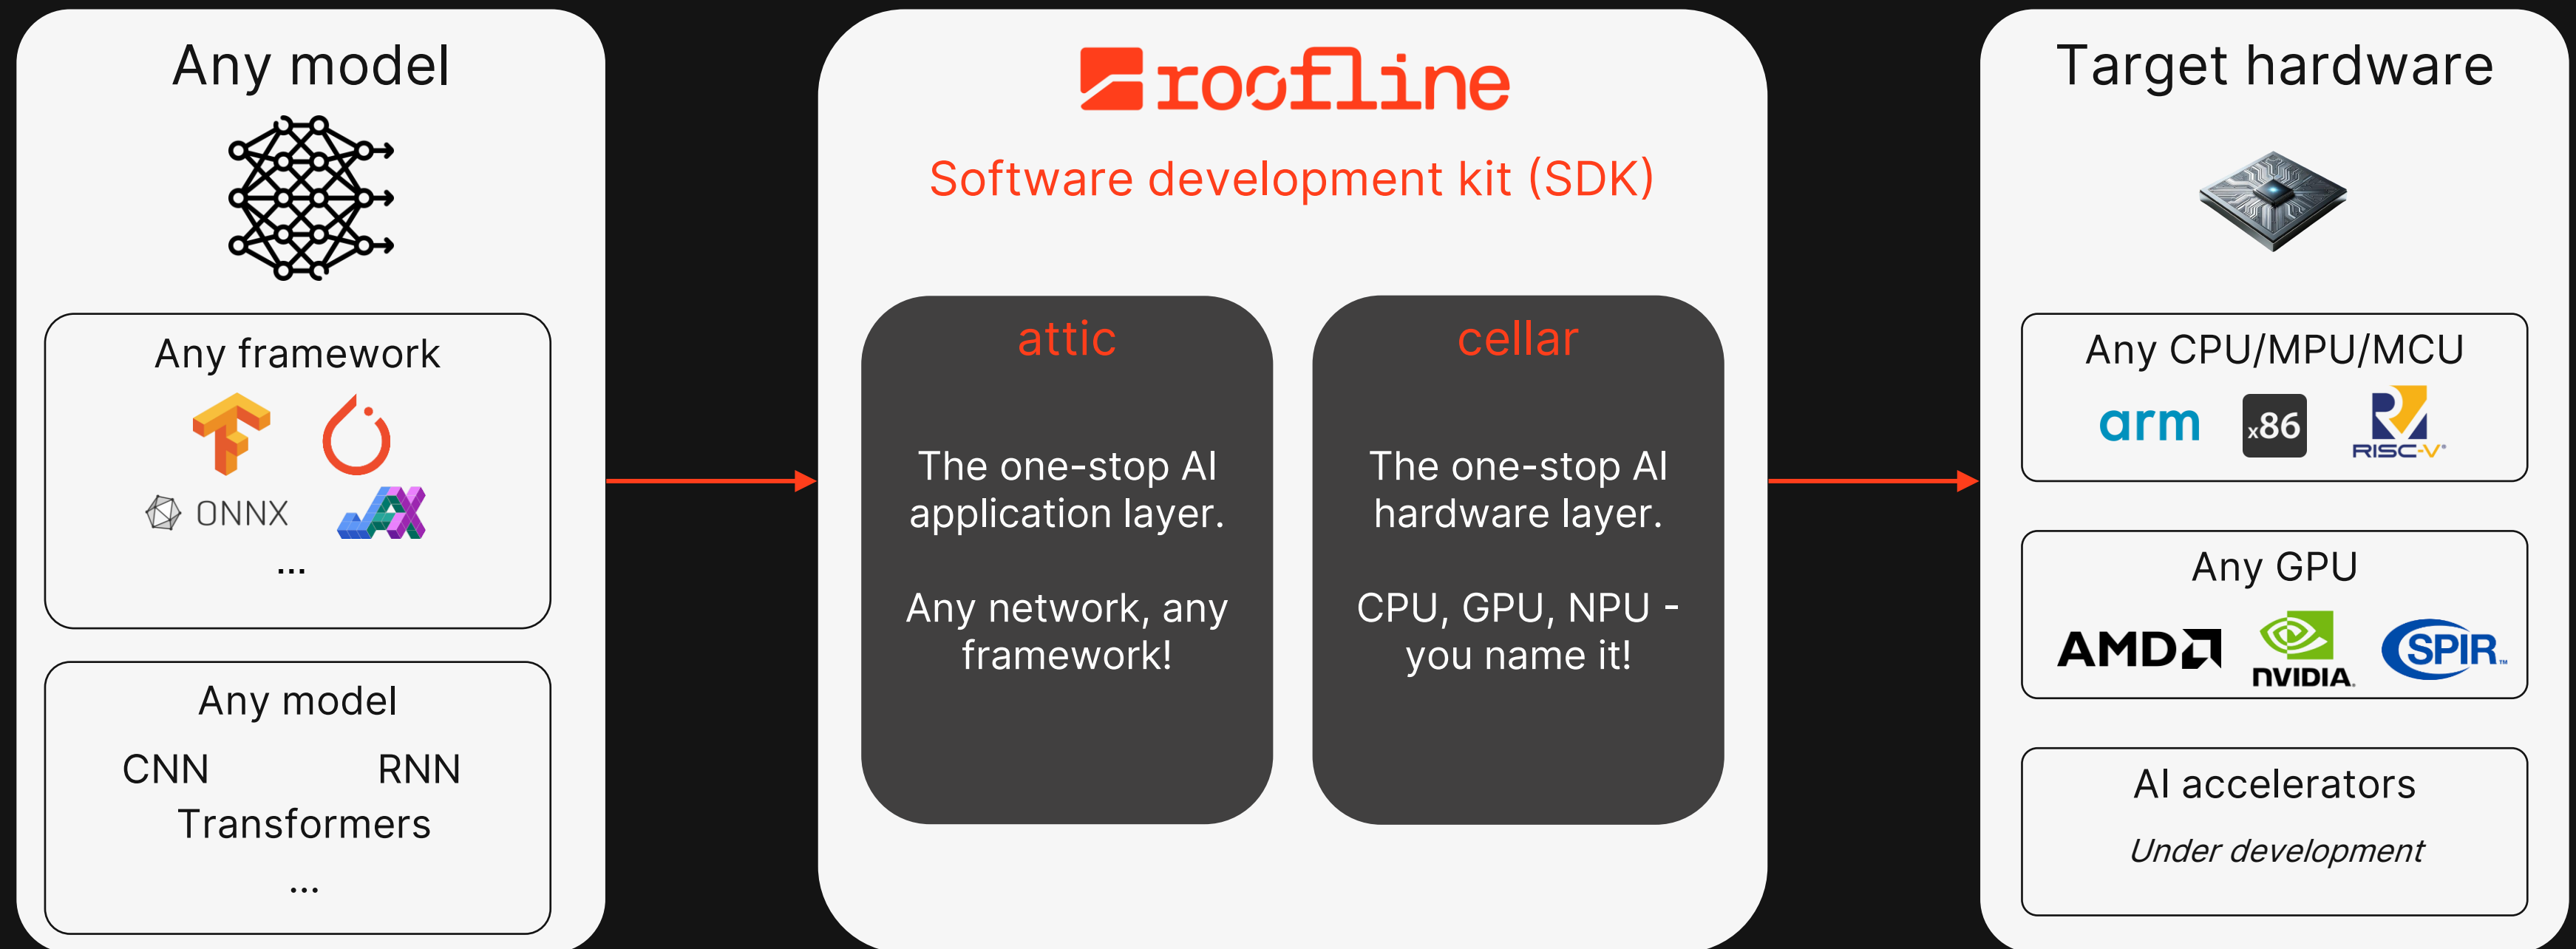 Any model
Any framework
ONNX
JAX
...
Any model
CNN
RNN
Transformers
...
roofline
Software development kit (SDK)
attic
The one-stop AI
application layer.
Any network, any
framework!
cellar
The one-stop AI
hardware layer.
CPU, GPU, NPU -
you name it!
Target hardware
Any CPU/MPU/MCU
arm
x86
RISC-V®
Any GPU
AMD
NVIDIA®
SPIR™
AI accelerators
Under development